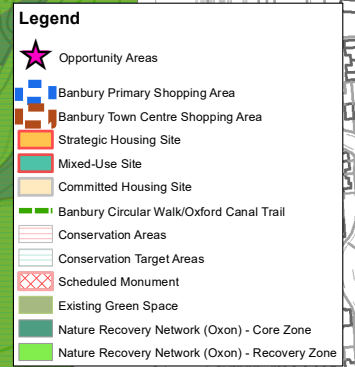 Legend
Opportunity Areas
Banbury Primary Shopping Area
Banbury Town Centre Shopping Area
Strategic Housing Site
Mixed-Use Site
Committed Housing Site
Banbury Circular Walk/Oxford Canal Trail
Conservation Areas
Conservation Target Areas
Scheduled Monument
Existing Green Space
Nature Recovery Network (Oxon) - Core Zone
Nature Recovery Network (Oxon) - Recovery Zone